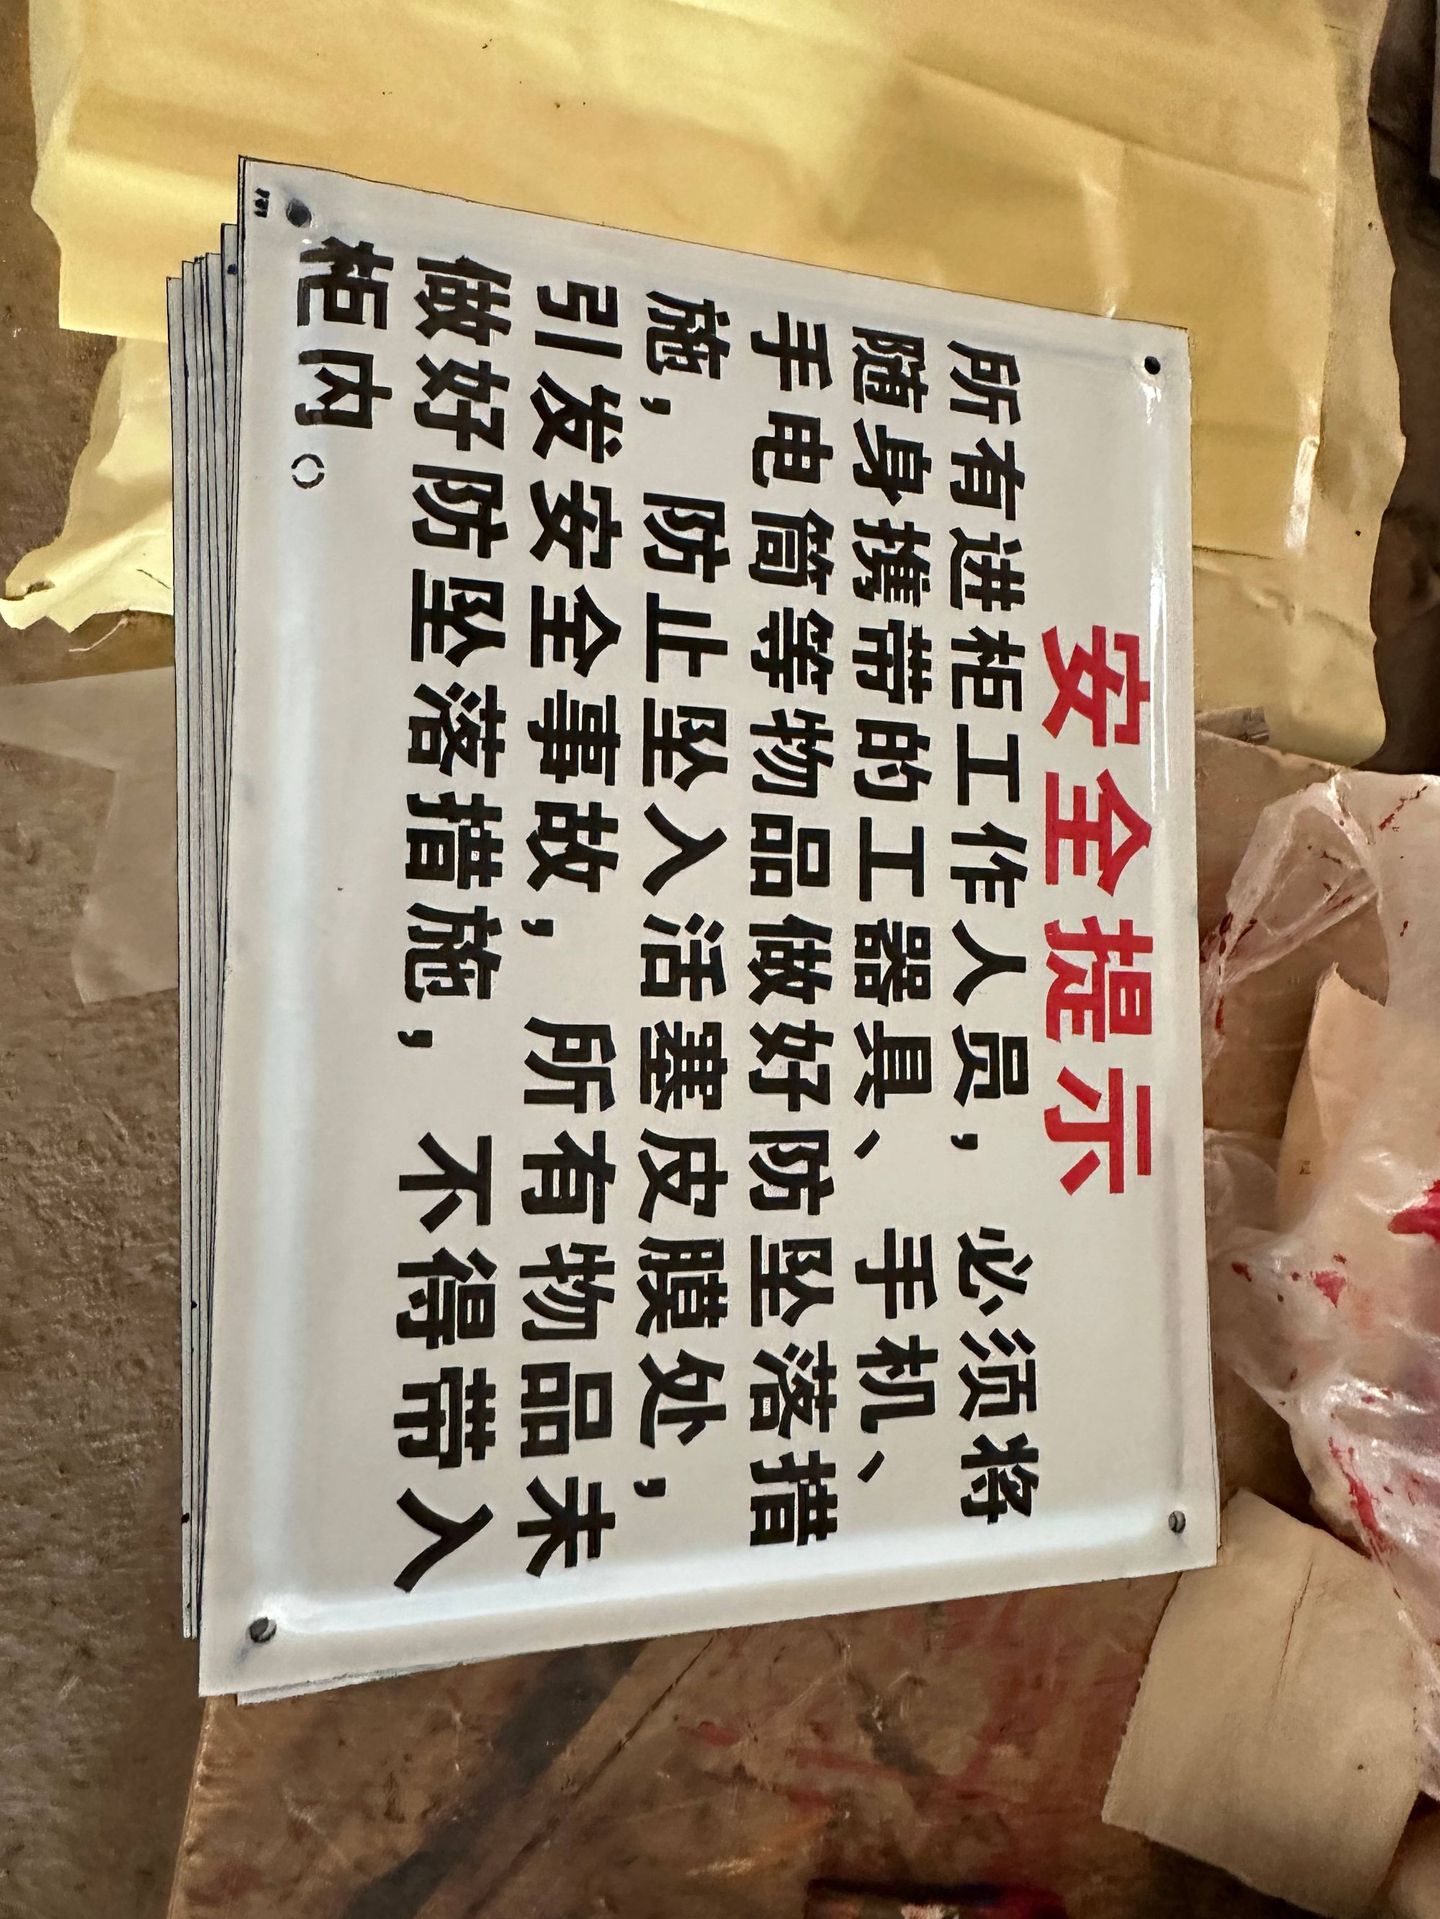 安全提示
所有进柜工作人员，必须将
随身携带的工器具、手机、
手电筒等物品做好防坠落措
施，防止坠入活塞皮膜处，
引发安全事故，所有物品未
做好防坠落措施，不得带入
柜内。